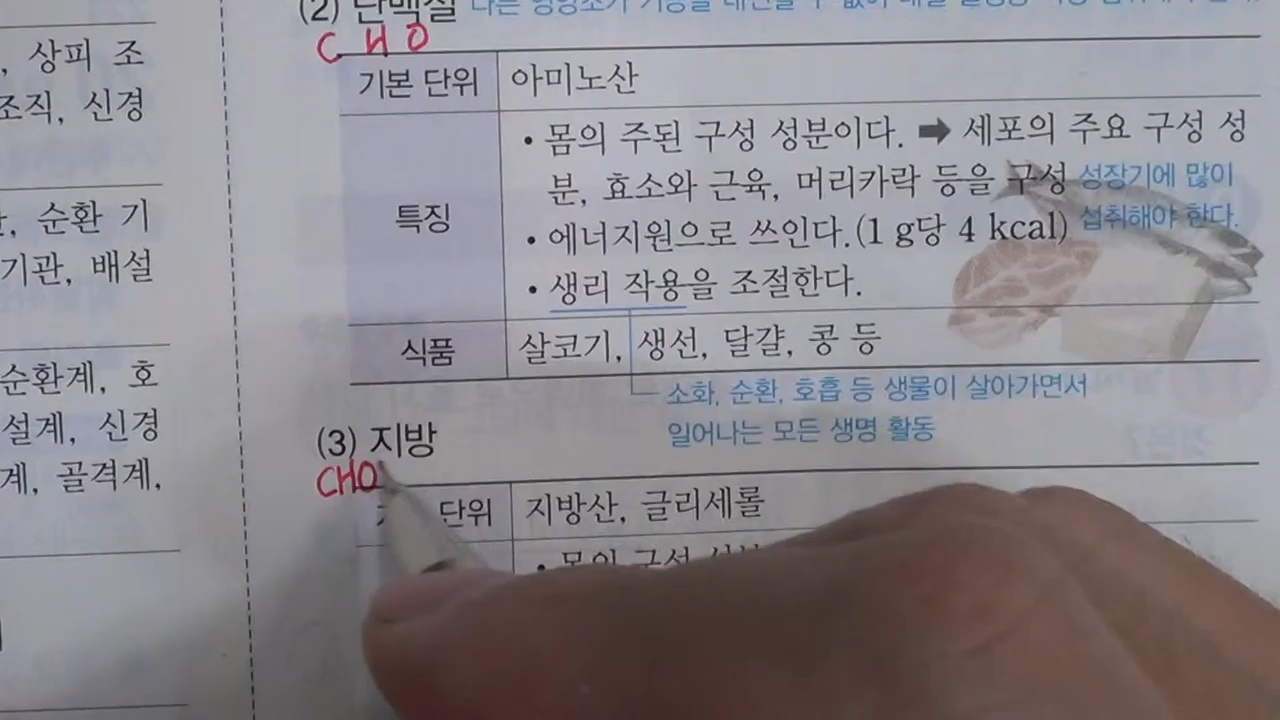 (2) 단백질
C H O
기본 단위 아미노산
특징
• 몸의 주된 구성 성분이다. ➡ 세포의 주요 구성 성
분, 효소와 근육, 머리카락 등을 구성 성장기에 많이
• 에너지원으로 쓰인다.(1 g당 4 kcal) 섭취해야 한다.
• 생리 작용을 조절한다.
식품 살코기, 생선, 달걀, 콩 등
소화, 순환, 호흡 등 생물이 살아가면서
일어나는 모든 생명 활동
(3) 지방
CHO
단위 지방산, 글리세롤
• 몸의 구성
, 상피 조
조직, 신경
, 순환 기
기관, 배설
순환계, 호
설계, 신경
계, 골격계,